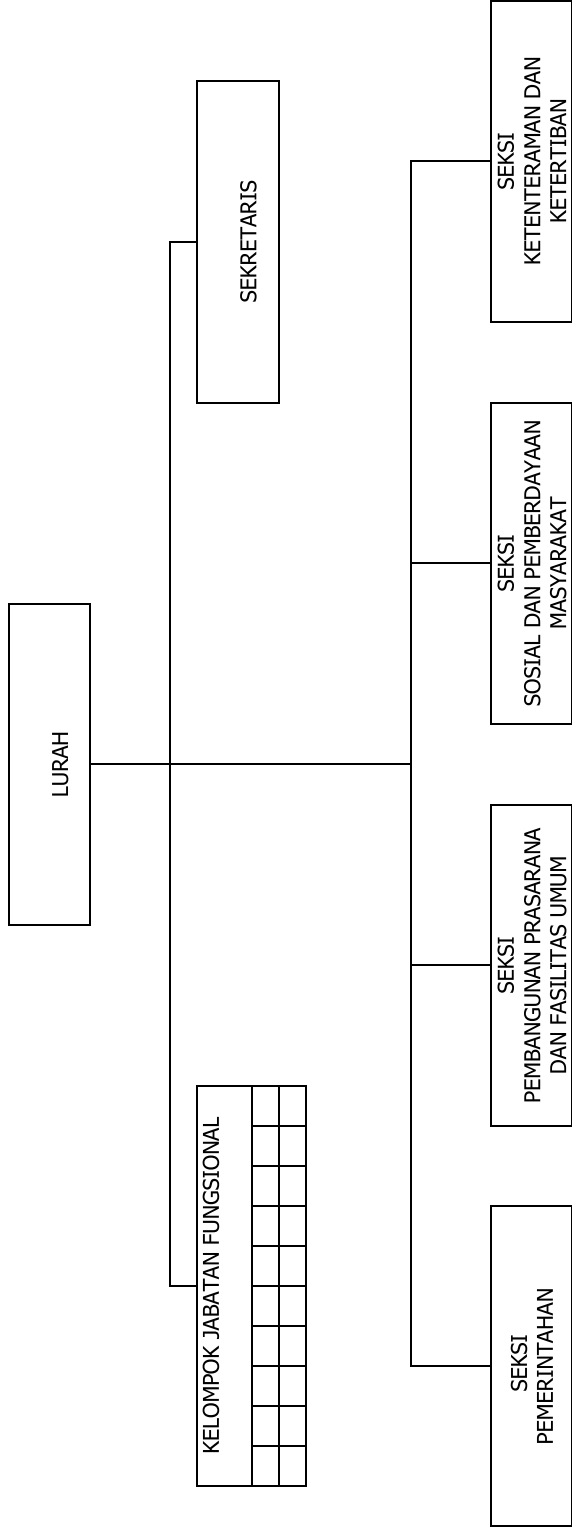 LURAH
KELOMPOK JABATAN FUNGSIONAL
SEKRETARIS
SEKSI
PEMERINTAHAN
SEKSI
PEMBANGUNAN PRASARANA
DAN FASILITAS UMUM
SEKSI
SOSIAL DAN PEMBERDAYAAN
MASYARAKAT
SEKSI
KETENTERAMAN DAN
KETERTIBAN